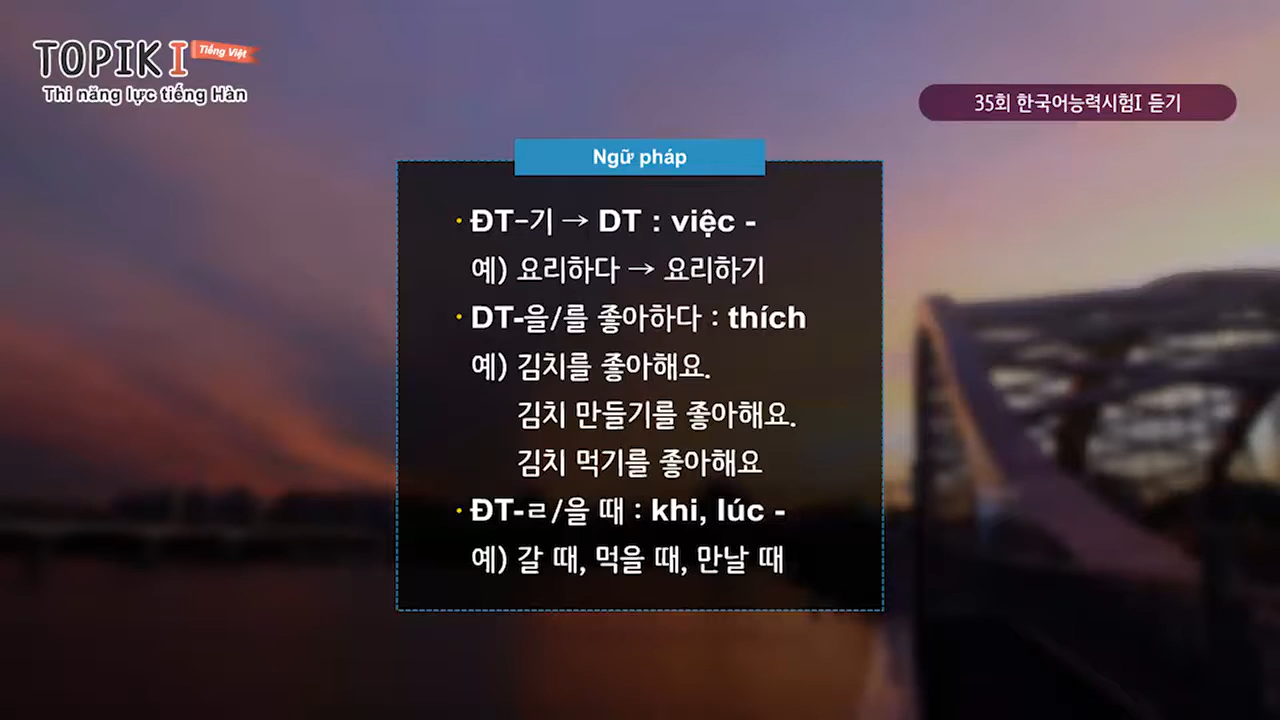 TOPIK I Tiếng Việt
Thi năng lực tiếng Hàn
35회 한국어능력시험I 듣기
Ngữ pháp
· ĐT-기 → DT : việc -
예) 요리하다 → 요리하기
· DT-을/를 좋아하다 : thích
예) 김치를 좋아해요.
김치 만들기를 좋아해요.
김치 먹기를 좋아해요
· ĐT-ㄹ/을 때 : khi, lúc -
예) 갈 때, 먹을 때, 만날 때